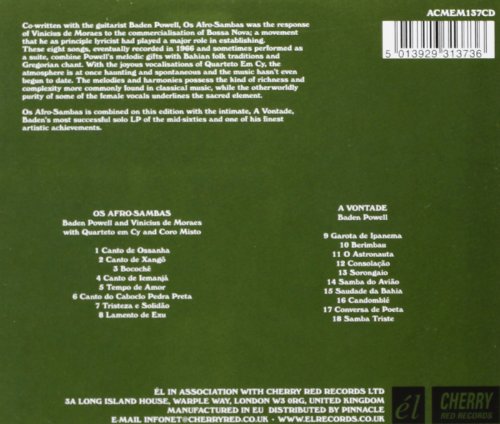 Co-written with the guitarist Baden Powell, Os Afro-Sambas was the response
of Vinicius de Moraes to the commercialisation of Bossa Nova; a movement
that he as principle lyricist had played a major role in establishing.
These eight songs, eventually recorded in 1966 and sometimes performed as
a suite, combine Powell's melodic gifts with Bahian folk traditions and
Gregorian chant. With the joyous vocalisations of Quarteto Em Cy, the
atmosphere is at once haunting and spontaneous and the music hasn't even
begun to date. The melodies and harmonies possess the kind of richness and
complexity more commonly found in classical music, while the otherworldly
purity of some of the female vocals underlines the sacred element.
Os Afro-Sambas is combined on this edition with the intimate, A Vontade,
Baden's most successful solo LP of the mid-sixties and one of his finest
artistic achievements.
ACMEM137CD
5 013929 313736
OS AFRO-SAMBAS
Baden Powell and Vinicius de Moraes
with Quarteto em Cy and Coro Misto
1 Canto de Ossanha
2 Canto de Xangô
3 Bocochê
4 Canto de Iemanjá
5 Tempo de Amor
6 Canto do Caboclo Pedra Preta
7 Tristeza e Solidão
8 Lamento de Exu
A VONTADE
Baden Powell
9 Garota de Ipanema
10 Berimbau
11 O Astronauta
12 Consolação
13 Sorongaio
14 Samba do Avião
15 Saudade da Bahia
16 Candomblé
17 Conversa de Poeta
18 Samba Triste
ÉL IN ASSOCIATION WITH CHERRY RED RECORDS LTD
3A LONG ISLAND HOUSE, WARPLE WAY, LONDON W3 0RG, UNITED KINGDOM
MANUFACTURED IN EU DISTRIBUTED BY PINNACLE
E-MAIL INFONET@CHERRYRED.CO.UK • WWW.ELRECORDS.CO.UK
él
CHERRY
RED RECORDS